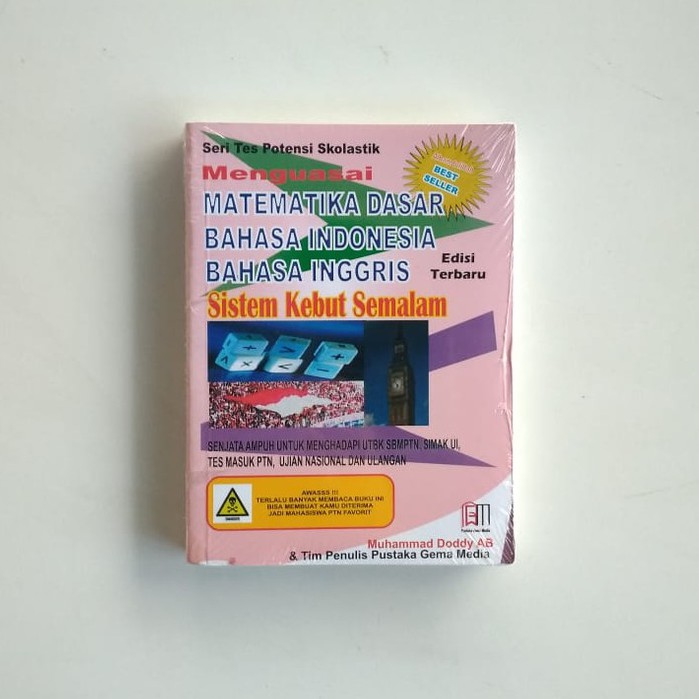 Seri Tes Potensi Skolastik
Menguasai
BEST
SELLER
MATEMATIKA DASAR
BAHASA INDONESIA
BAHASA INGGRIS
Edisi
Terbaru
Sistem Kebut Semalam
SENJATA AMPUH UNTUK MENGHADAPI UTBK SBMPTN, SIMAK UI,
TES MASUK PTN, UJIAN NASIONAL DAN ULANGAN
AWASSS !!!
TERLALU BANYAK MEMBACA BUKU INI
BISA MEMBUAT KAMU DITERIMA
JADI MAHASISWA PTN FAVORIT
Muhammad Doddy AB
& Tim Penulis Pustaka Gema Media